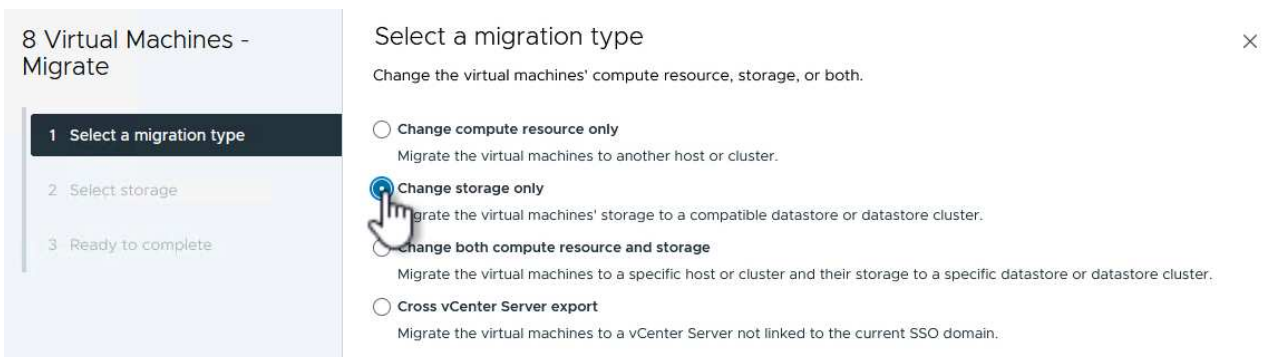 8 Virtual Machines -
Migrate
1 Select a migration type
2 Select storage
3 Ready to complete
Select a migration type
Change the virtual machines' compute resource, storage, or both.
Change compute resource only
Migrate the virtual machines to another host or cluster.
Change storage only
grate the virtual machines' storage to a compatible datastore or datastore cluster.
Change both compute resource and storage
Migrate the virtual machines to a specific host or cluster and their storage to a specific datastore or datastore cluster.
Cross vCenter Server export
Migrate the virtual machines to a vCenter Server not linked to the current SSO domain.